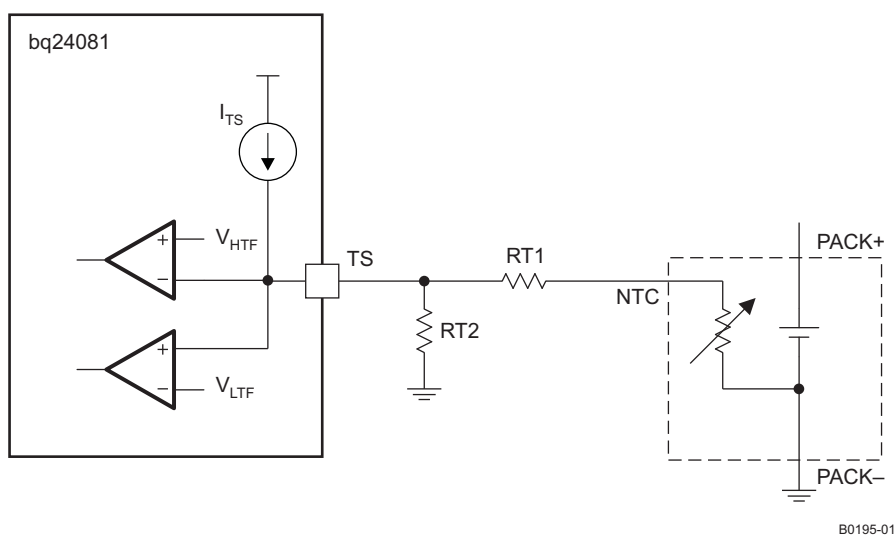 bq24081
I_TS
V_HTF
+
−
TS
RT1
PACK+
NTC
RT2
+
−
V_LTF
PACK–
B0195-01